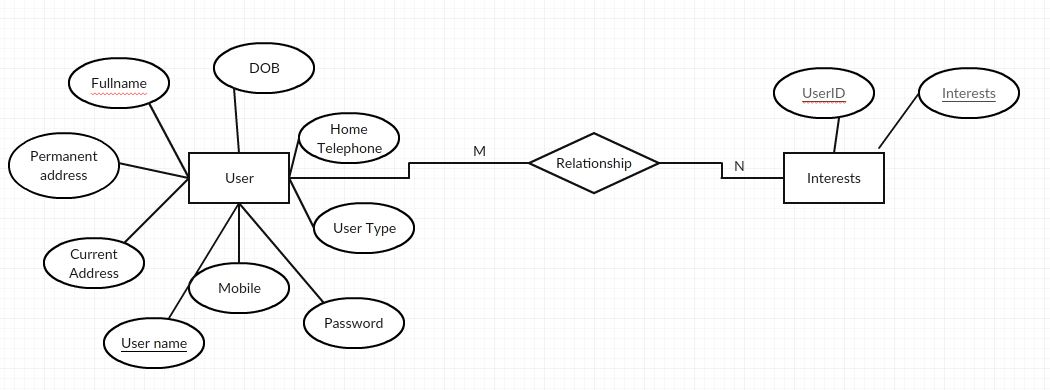 DOB
Fullname
UserID
Interests
Home
Telephone
Permanent
address
M
Relationship
N
User
Interests
User Type
Current
Address
Mobile
Password
User name